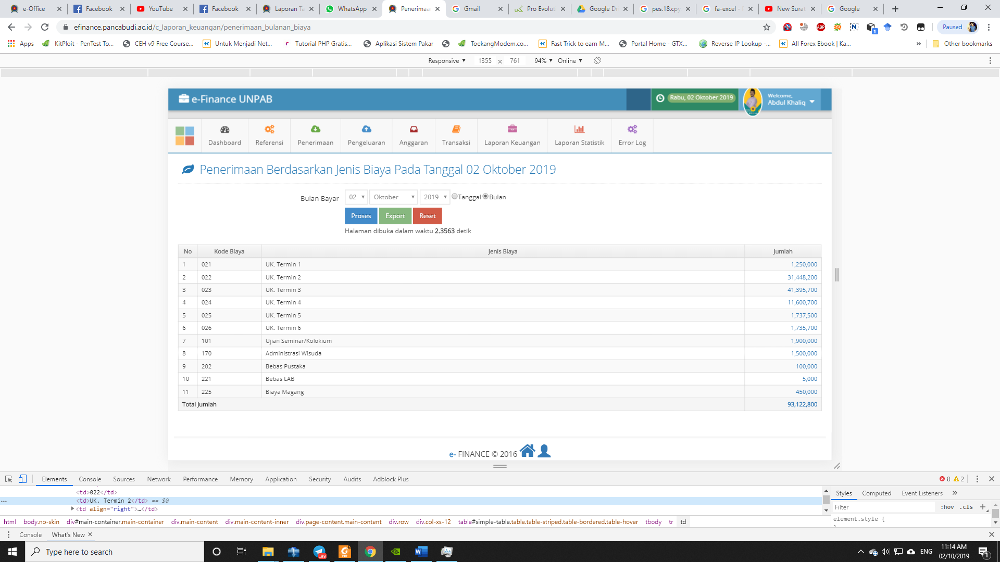 e-Office
Facebook
YouTube
Facebook
Laporan Ta
WhatsApp
Penerimaa
Gmail
Pro Evoluti
Google Dr
pes.18.cpy
fa-excel -
New Surat
Google
efinance.pancabudi.ac.id/c_laporan_keuangan/penerimaan_bulanan_biaya
ABP
1
Paused
Apps
KitPloit - PenTest To...
CEH v9 Free Course...
Untuk Menjadi Net...
Tutorial PHP Gratis...
Aplikasi Sistem Pakar
ToekangModem.co...
Fast Trick to earn M...
Portal Home - GTX...
Reverse IP Lookup -...
All Forex Ebook | Ka...
»
Other bookmarks
Responsive 1355 x 761 94% Online
e-Finance UNPAB
Rabu, 02 Oktober 2019
Welcome,
Abdul Khaliq
Dashboard
Referensi
Penerimaan
Pengeluaran
Anggaran
Transaksi
Laporan Keuangan
Laporan Statistik
Error Log
Penerimaan Berdasarkan Jenis Biaya Pada Tanggal 02 Oktober 2019
Bulan Bayar 02 Oktober 2019 Tanggal Bulan
Proses Export Reset
Halaman dibuka dalam waktu 2.3563 detik
No Kode Biaya Jenis Biaya Jumlah
1 021 UK. Termin 1 1,250,000
2 022 UK. Termin 2 31,448,200
3 023 UK. Termin 3 41,395,700
4 024 UK. Termin 4 11,600,700
5 025 UK. Termin 5 1,737,500
6 026 UK. Termin 6 1,735,700
7 101 Ujian Seminar/Kolokium 1,900,000
8 170 Administrasi Wisuda 1,500,000
9 202 Bebas Pustaka 100,000
10 221 Bebas LAB 5,000
11 225 Biaya Magang 450,000
Total Jumlah 93,122,800
e- FINANCE © 2016
Elements Console Sources Network Performance Memory Application Security Audits Adblock Plus
8 2
<td>022</td>
... <td>UK. Termin 2</td> == $0
<td align="right">…</td>
html body.no-skin div#main-container.main-container div.main-content div.main-content-inner div.page-content.main-content div.row div.col-xs-12 table#simple-table.table.table-striped.table-bordered.table-hover tbody tr td
Styles Computed Event Listeners »
Filter :hov .cls +
element.style {
}
Console What's New
Type here to search
99
ENG
11:14 AM
02/10/2019
1